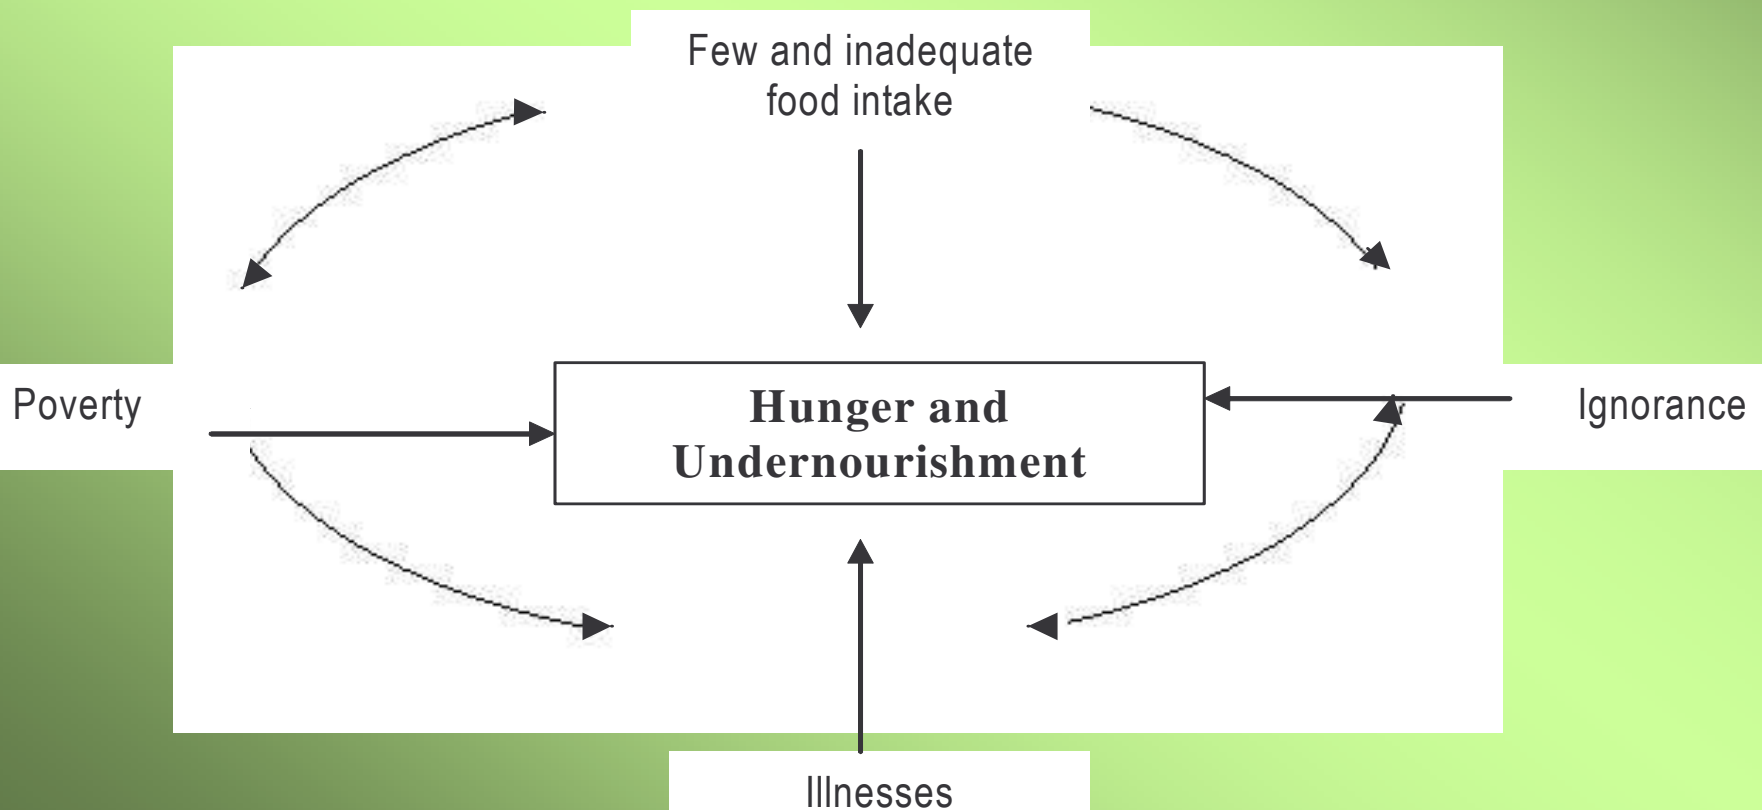 Few and inadequate
food intake
Poverty
Hunger and
Undernourishment
Ignorance
Illnesses